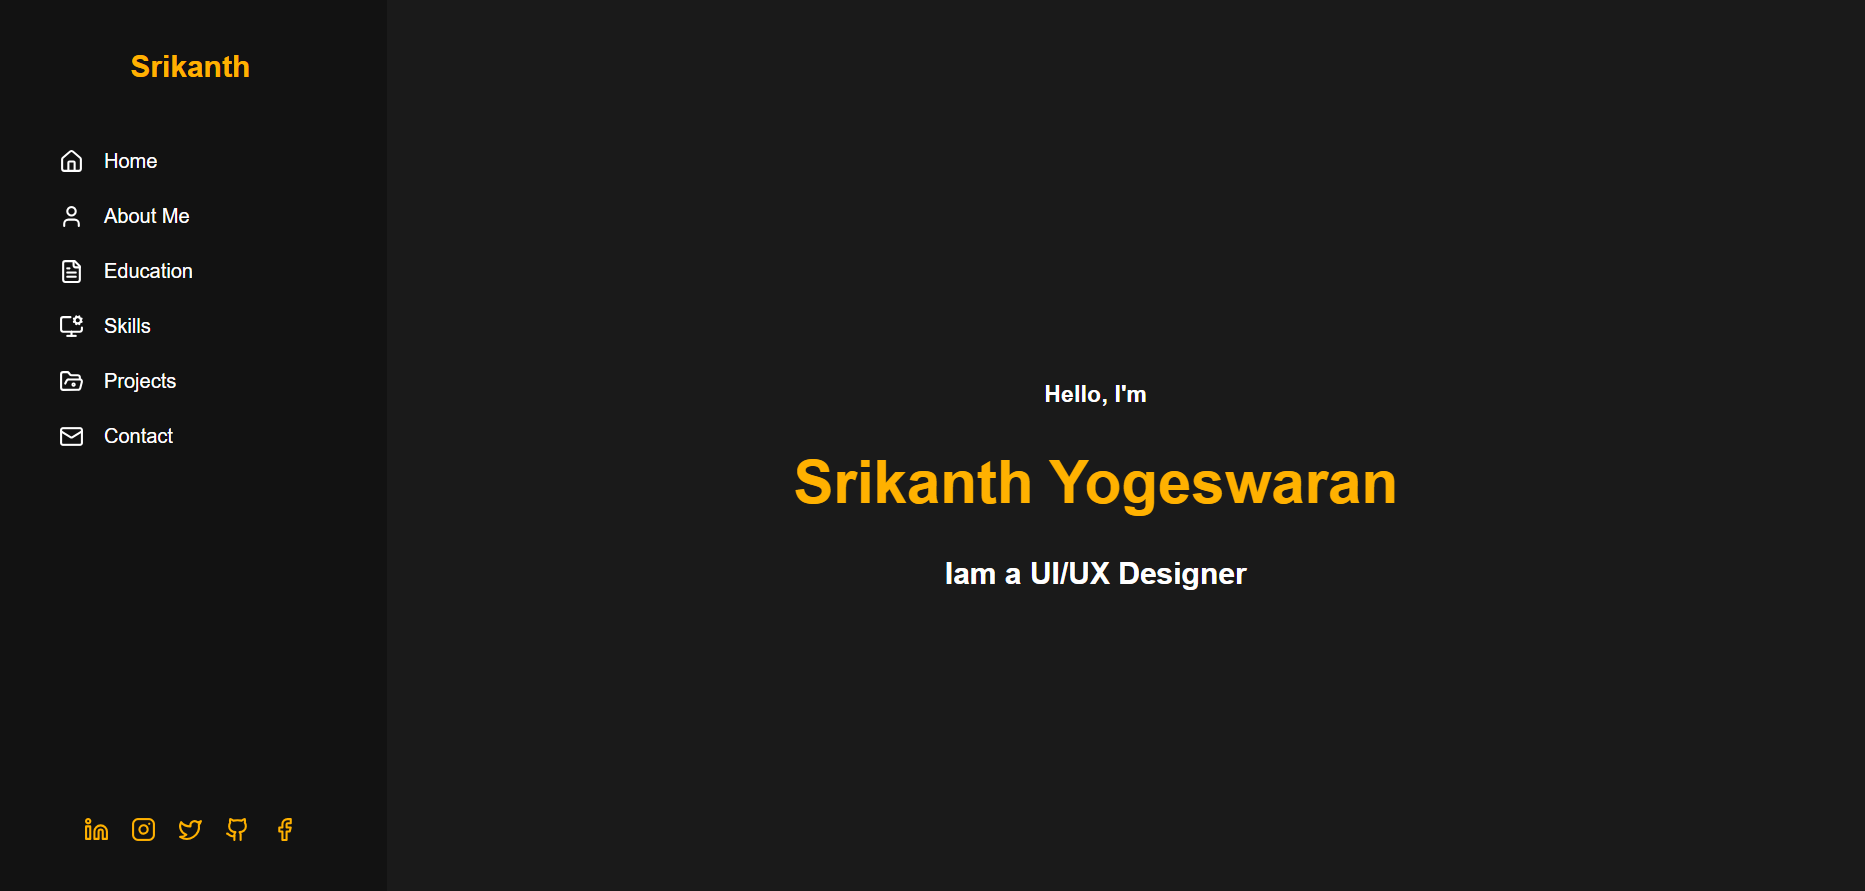 Srikanth
Home
About Me
Education
Skills
Projects
Contact
Hello, I'm
Srikanth Yogeswaran
Iam a UI/UX Designer